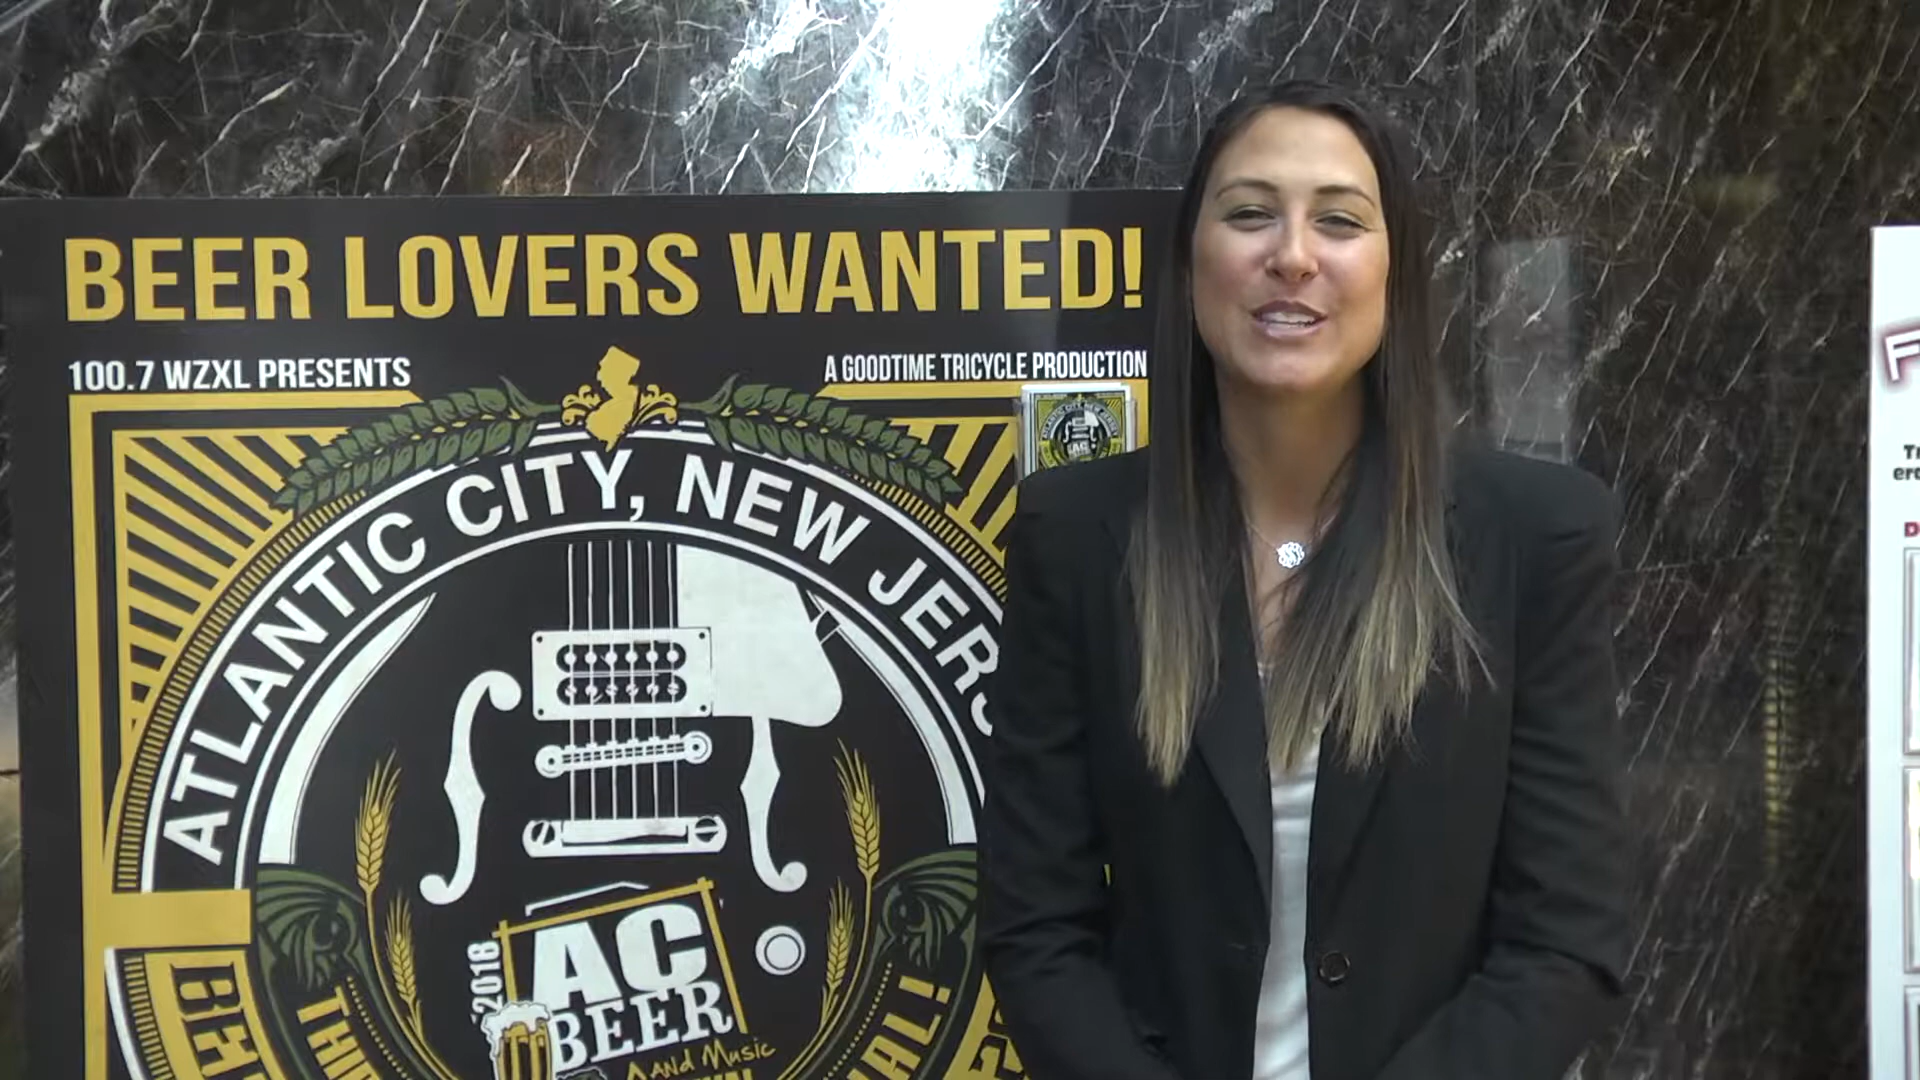 BEER LOVERS WANTED!
100.7 WZXL PRESENTS
A GOODTIME TRICYCLE PRODUCTION
ATLANTIC CITY, NEW JERS
2018
AC
BEER
AND MUSIC